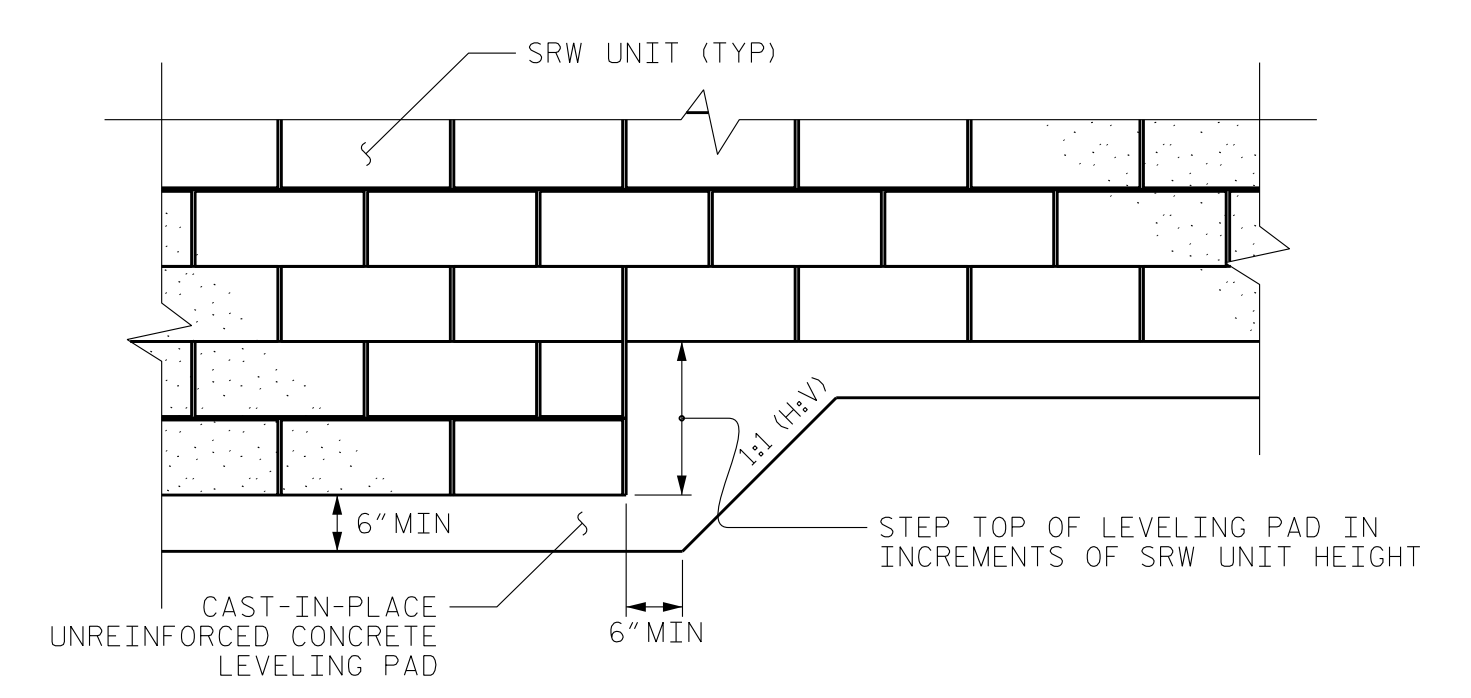 SRW UNIT (TYP)
1:1 (H:V)
6" MIN
STEP TOP OF LEVELING PAD IN
INCREMENTS OF SRW UNIT HEIGHT
CAST-IN-PLACE
UNREINFORCED CONCRETE
LEVELING PAD
6" MIN